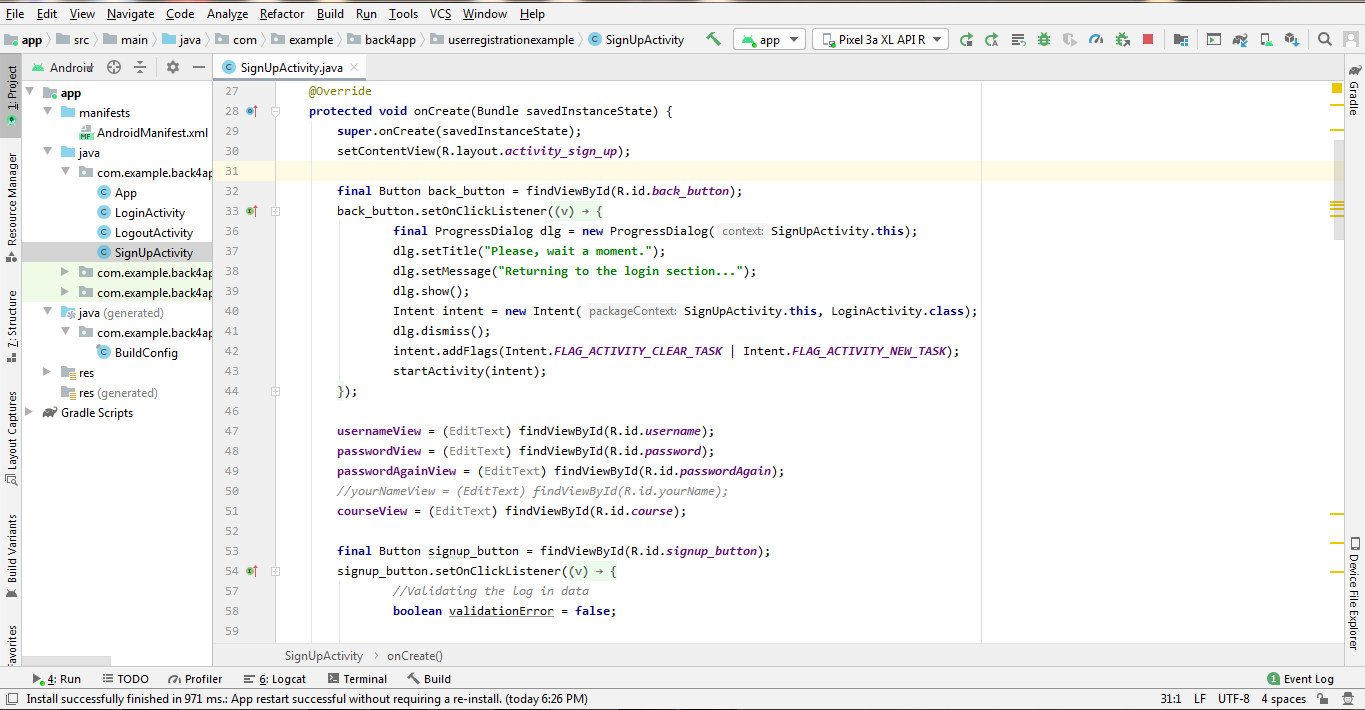 File Edit View Navigate Code Analyze Refactor Build Run Tools VCS Window Help
app src main java com example back4app userregistrationexample SignUpActivity app Pixel 3a XL API R
Android SignUpActivity.java
1: Project
Resource Manager
Z: Structure
Layout Captures
Build Variants
avorites
app
manifests
AndroidManifest.xml
java
com.example.back4ap
App
LoginActivity
LogoutActivity
SignUpActivity
com.example.back4ap
com.example.back4ap
java (generated)
com.example.back4ap
BuildConfig
res
res (generated)
Gradle Scripts
27 @Override
28 protected void onCreate(Bundle savedInstanceState) {
29 super.onCreate(savedInstanceState);
30 setContentView(R.layout.activity_sign_up);
31
32 final Button back_button = findViewById(R.id.back_button);
33 back_button.setOnClickListener((v) → {
36 final ProgressDialog dlg = new ProgressDialog( context: SignUpActivity.this);
37 dlg.setTitle("Please, wait a moment.");
38 dlg.setMessage("Returning to the login section...");
39 dlg.show();
40 Intent intent = new Intent( packageContext: SignUpActivity.this, LoginActivity.class);
41 dlg.dismiss();
42 intent.addFlags(Intent.FLAG_ACTIVITY_CLEAR_TASK | Intent.FLAG_ACTIVITY_NEW_TASK);
43 startActivity(intent);
44 });
46
47 usernameView = (EditText) findViewById(R.id.username);
48 passwordView = (EditText) findViewById(R.id.password);
49 passwordAgainView = (EditText) findViewById(R.id.passwordAgain);
50 //yourNameView = (EditText) findViewById(R.id.yourName);
51 courseView = (EditText) findViewById(R.id.course);
52
53 final Button signup_button = findViewById(R.id.signup_button);
54 signup_button.setOnClickListener((v) → {
57 //Validating the log in data
58 boolean validationError = false;
59
SignUpActivity › onCreate()
Gradle
Device File Explorer
4: Run TODO Profiler 6: Logcat Terminal Build 1 Event Log
Install successfully finished in 971 ms.: App restart successful without requiring a re-install. (today 6:26 PM) 31:1 LF UTF-8 4 spaces